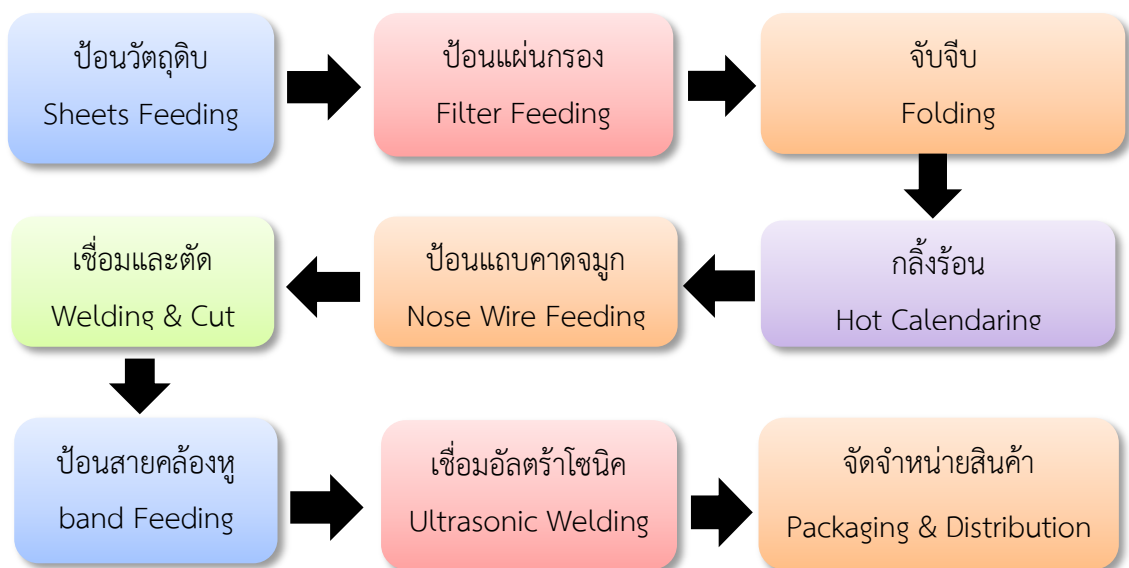 ป้อนวัตถุดิบ
Sheets Feeding
ป้อนแผ่นกรอง
Filter Feeding
จับจีบ
Folding
กลิ้งร้อน
Hot Calendaring
ป้อนแถบคาดจมูก
Nose Wire Feeding
เชื่อมและตัด
Welding & Cut
ป้อนสายคล้องหู
band Feeding
เชื่อมอัลตร้าโซนิค
Ultrasonic Welding
จัดจำหน่ายสินค้า
Packaging & Distribution